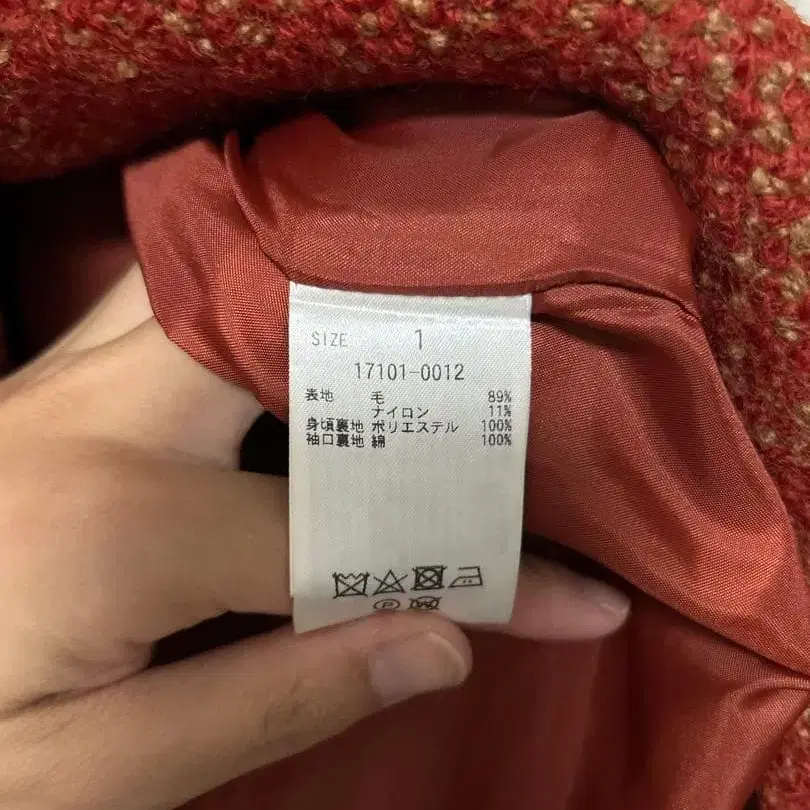 SIZE 1
17101-0012
表地 毛 89%
ナイロン 11%
身頃裏地 ポリエステル 100%
袖口裏地 綿 100%
P W